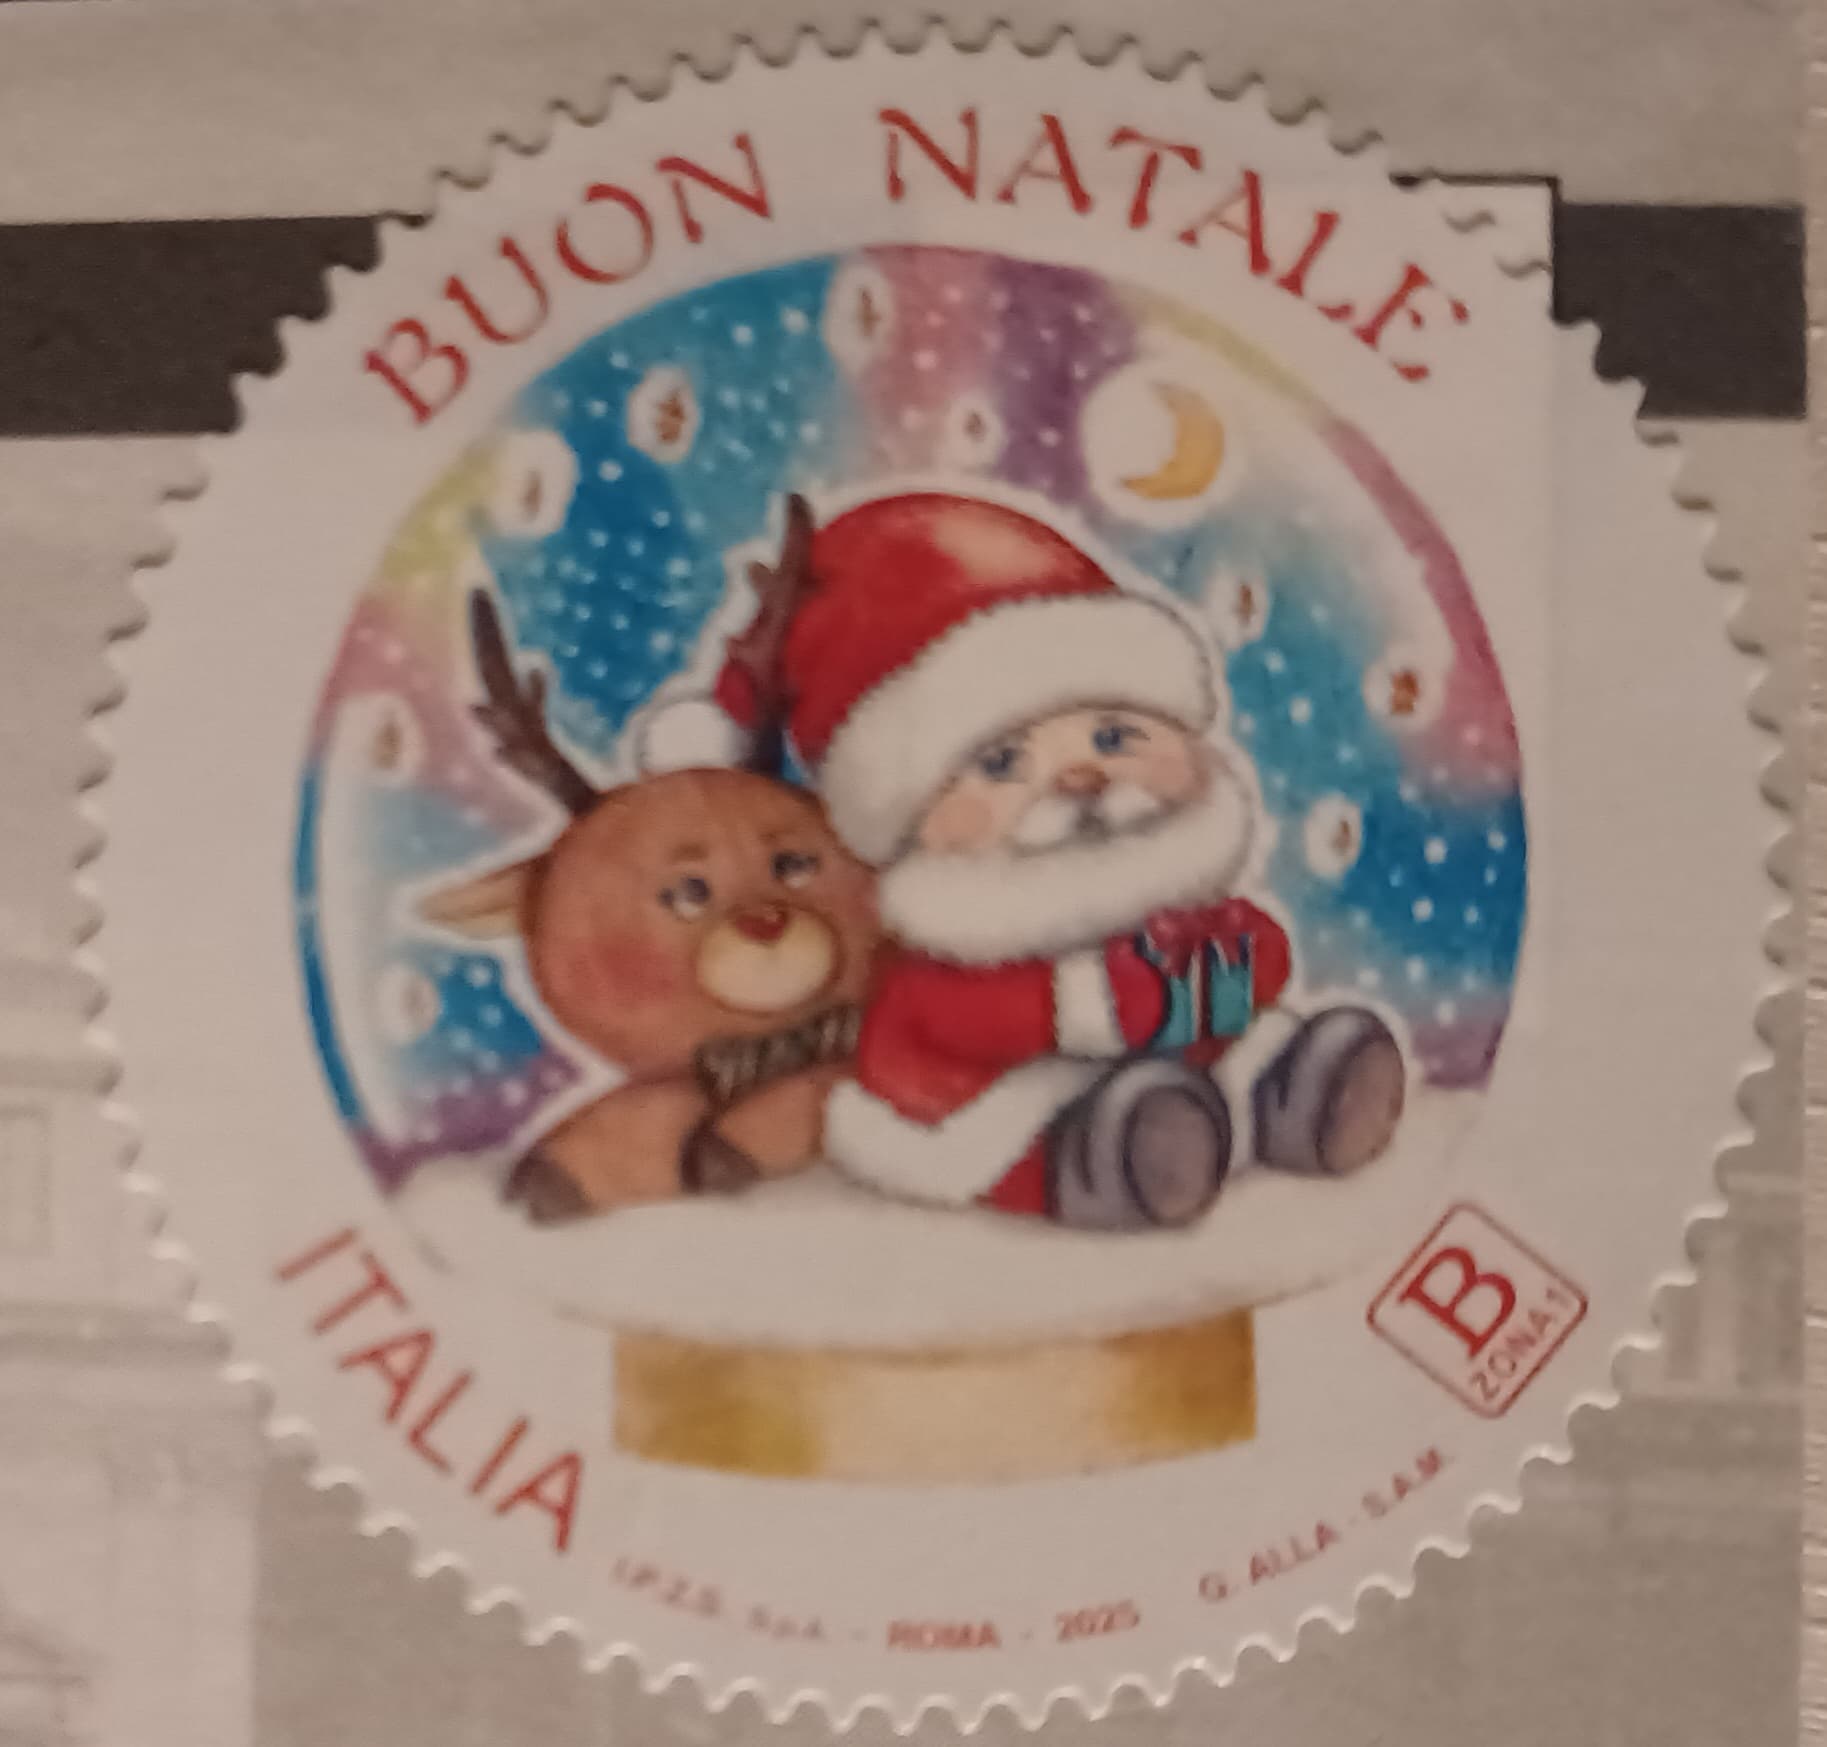 BUON NATALE
ITALIA
B
ZONA 1
I.P.Z.S. S.p.A. - ROMA - 2025
G. ALLA - S.A.M.